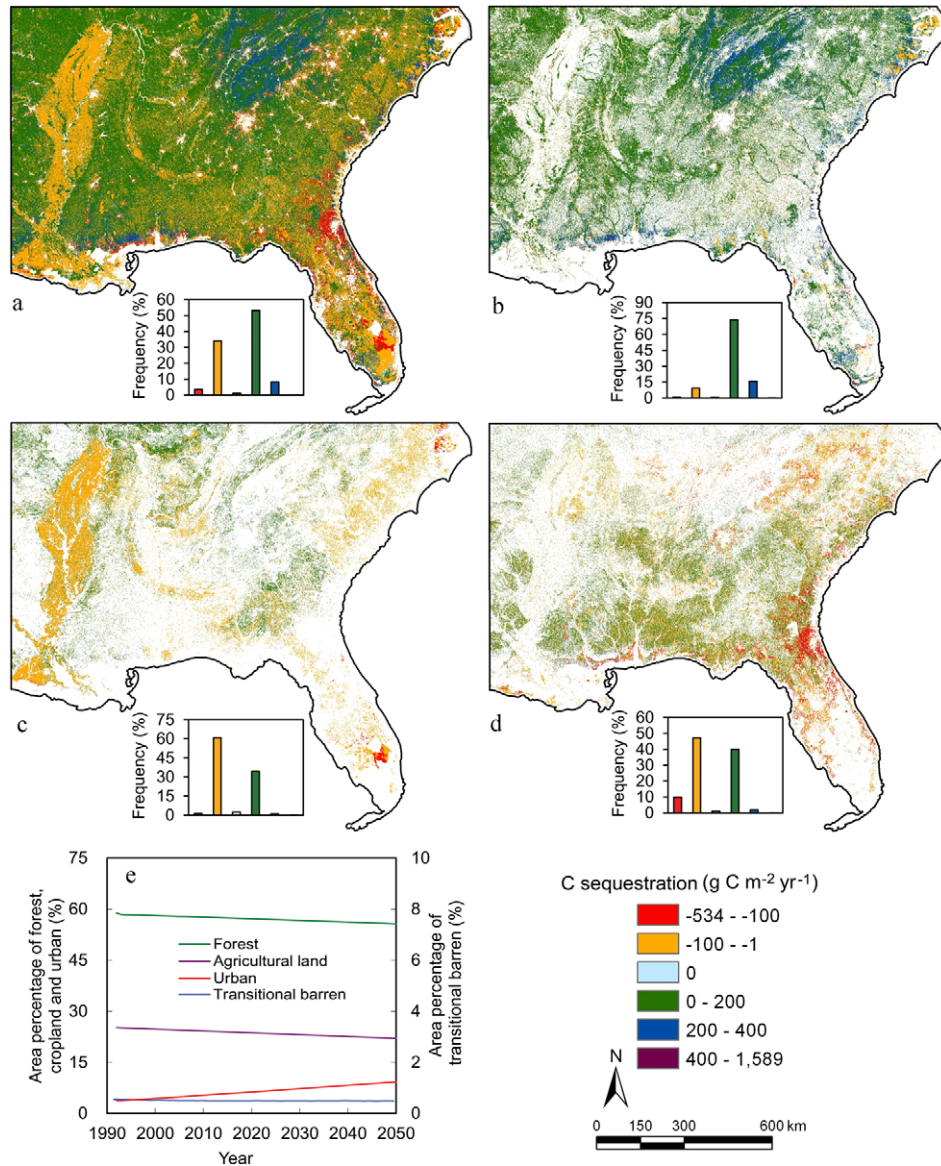 a
Frequency (%)
60
50
40
30
20
10
0
b
Frequency (%)
90
75
60
45
30
15
0
c
Frequency (%)
75
60
45
30
15
0
d
Frequency (%)
60
50
40
30
20
10
0
e
Area percentage of forest,
cropland and urban (%)
75
60
45
30
15
0
Forest
Agricultural land
Urban
Transitional barren
10
8
6
4
2
0
Area percentage of
transitional barren (%)
1990 2000 2010 2020 2030 2040 2050
Year
C sequestration (g C m-2 yr-1)
-534 - -100
-100 - -1
0
0 - 200
200 - 400
400 - 1,589
N
0 150 300 600 km